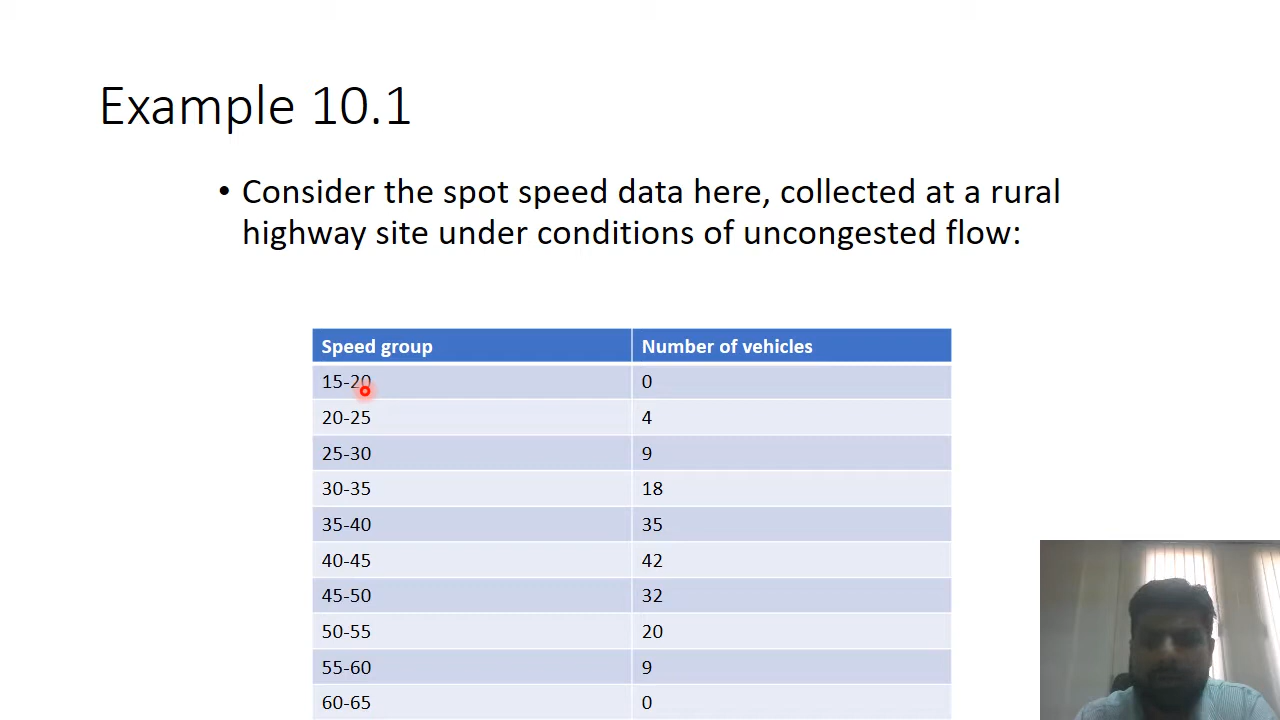 Example 10.1
• Consider the spot speed data here, collected at a rural
highway site under conditions of uncongested flow:
Speed group Number of vehicles
15-20 0
20-25 4
25-30 9
30-35 18
35-40 35
40-45 42
45-50 32
50-55 20
55-60 9
60-65 0